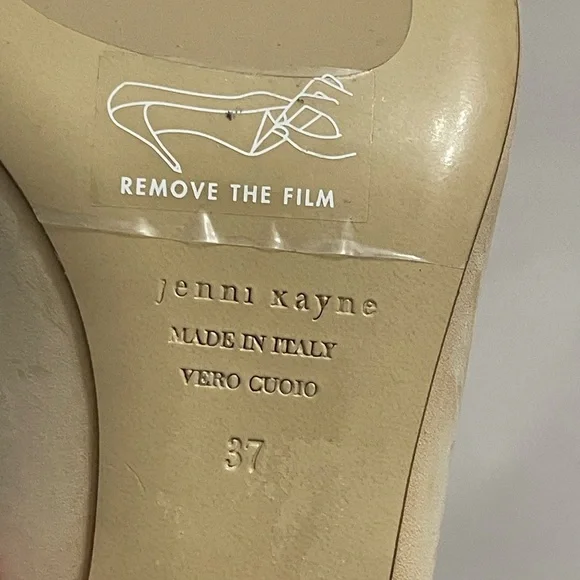 REMOVE THE FILM
jenni kayne
MADE IN ITALY
VERO CUOIO
37